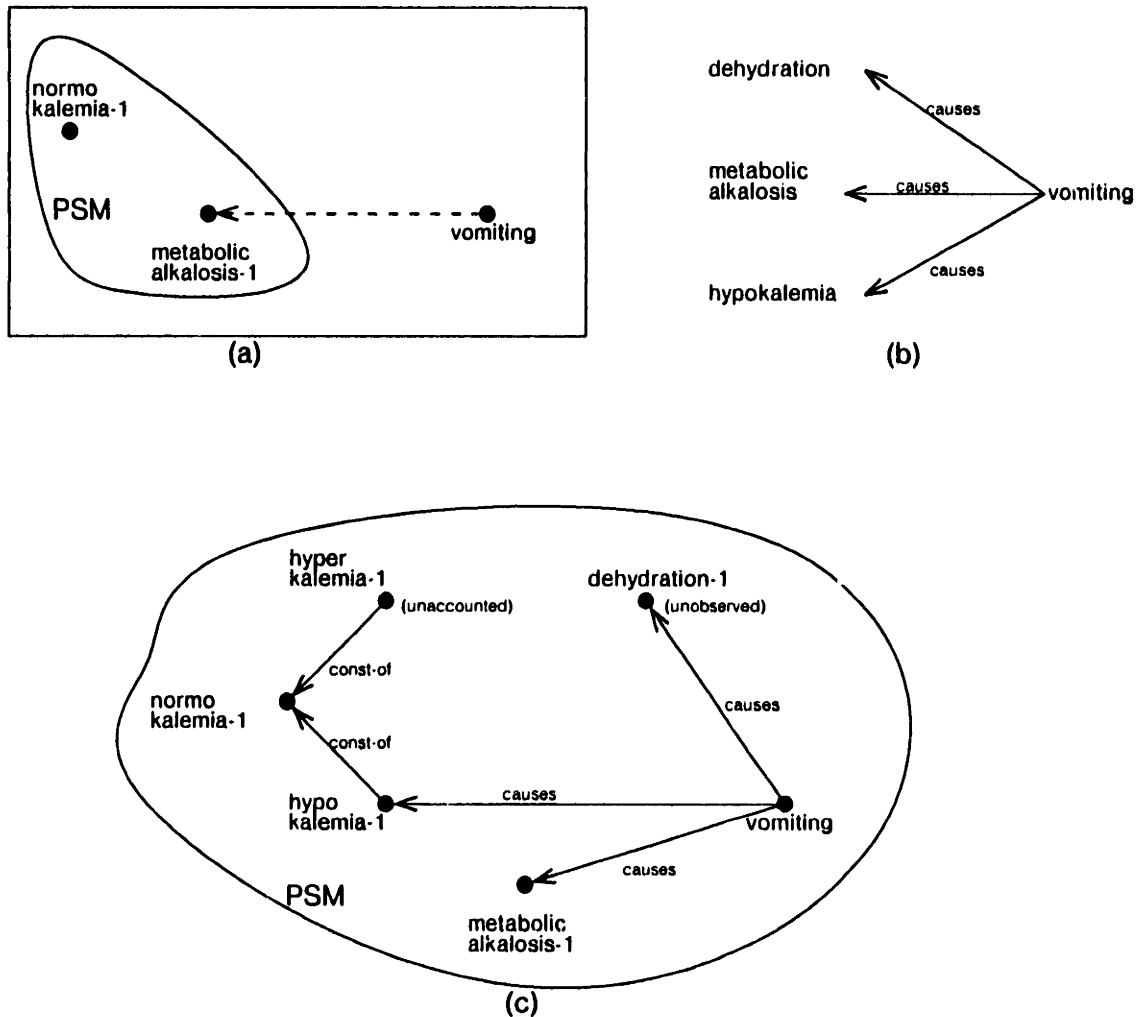 normo
kalemia-1
PSM
metabolic
alkalosis-1
vomiting
(a)
dehydration
causes
metabolic
alkalosis
causes
vomiting
causes
hypokalemia
(b)
hyper
kalemia-1
(unaccounted)
dehydration-1
(unobserved)
const-of
normo
kalemia-1
const-of
causes
hypo
kalemia-1
causes
vomiting
causes
PSM
metabolic
alkalosis-1
(c)